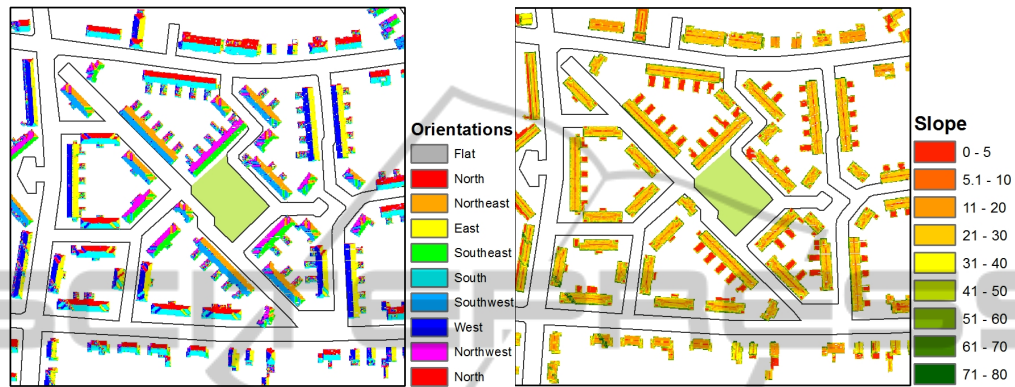 Orientations
Flat
North
Northeast
East
Southeast
South
Southwest
West
Northwest
North
Slope
0 - 5
5.1 - 10
11 - 20
21 - 30
31 - 40
41 - 50
51 - 60
61 - 70
71 - 80